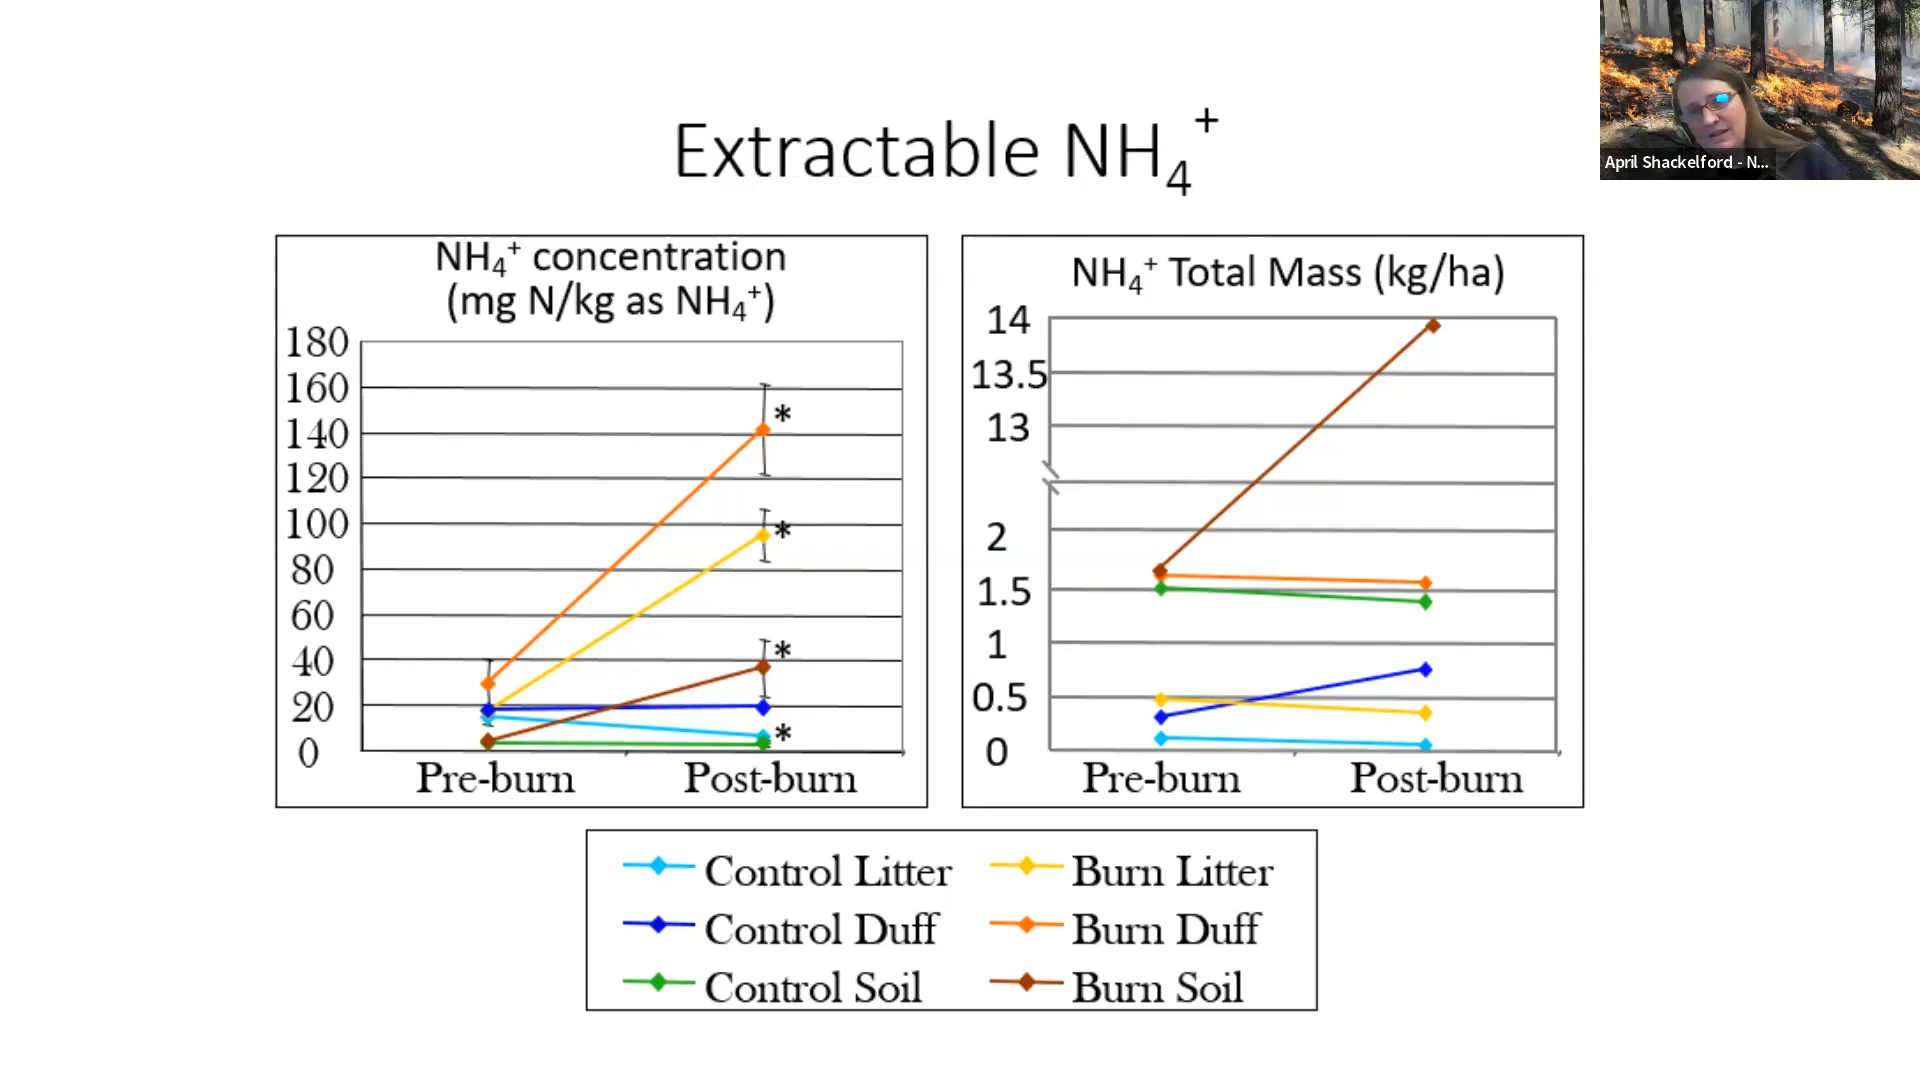 Extractable NH₄⁺
April Shackelford - N...
NH₄⁺ concentration
(mg N/kg as NH₄⁺)
180
160
140
120
100
80
60
40
20
0
*
*
*
*
Pre-burn Post-burn
NH₄⁺ Total Mass (kg/ha)
14
13.5
13
2
1.5
1
0.5
0
Pre-burn Post-burn
Control Litter Burn Litter
Control Duff Burn Duff
Control Soil Burn Soil